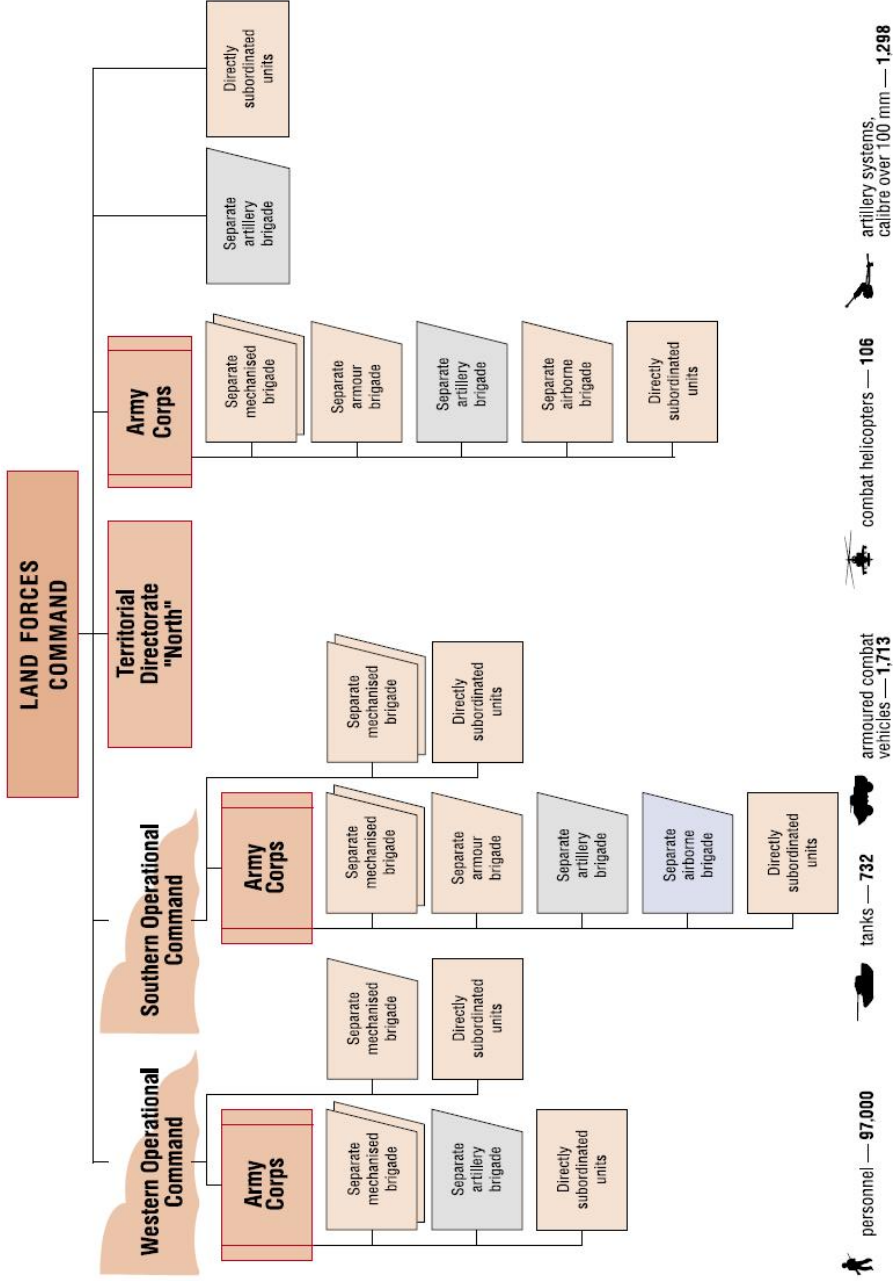 LAND FORCES
COMMAND
Western Operational
Command
Army
Corps
Separate
mechanised
brigade
Separate
artillery
brigade
Directly
subordinated
units
Separate
mechanised
brigade
Directly
subordinated
units
Southern Operational
Command
Army
Corps
Separate
mechanised
brigade
Separate
armour
brigade
Separate
artillery
brigade
Separate
airborne
brigade
Directly
subordinated
units
Separate
mechanised
brigade
Directly
subordinated
units
Territorial
Directorate
"North"
Army
Corps
Separate
mechanised
brigade
Separate
armour
brigade
Separate
artillery
brigade
Separate
airborne
brigade
Directly
subordinated
units
Separate
artillery
brigade
Directly
subordinated
units
personnel — 97,000
tanks — 732
armoured combat
vehicles — 1,713
combat helicopters — 106
artillery systems,
calibre over 100 mm — 1,298